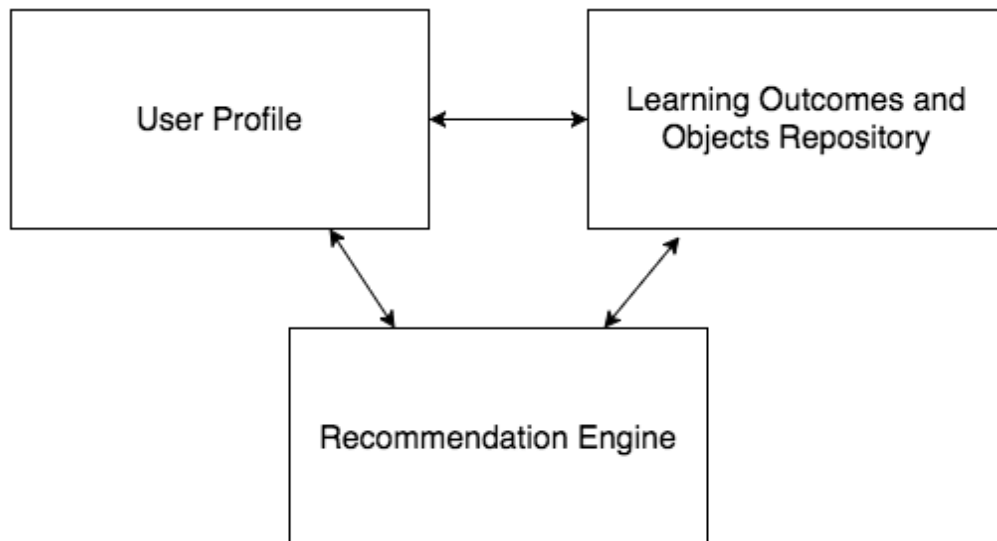 User Profile
Learning Outcomes and
Objects Repository
Recommendation Engine